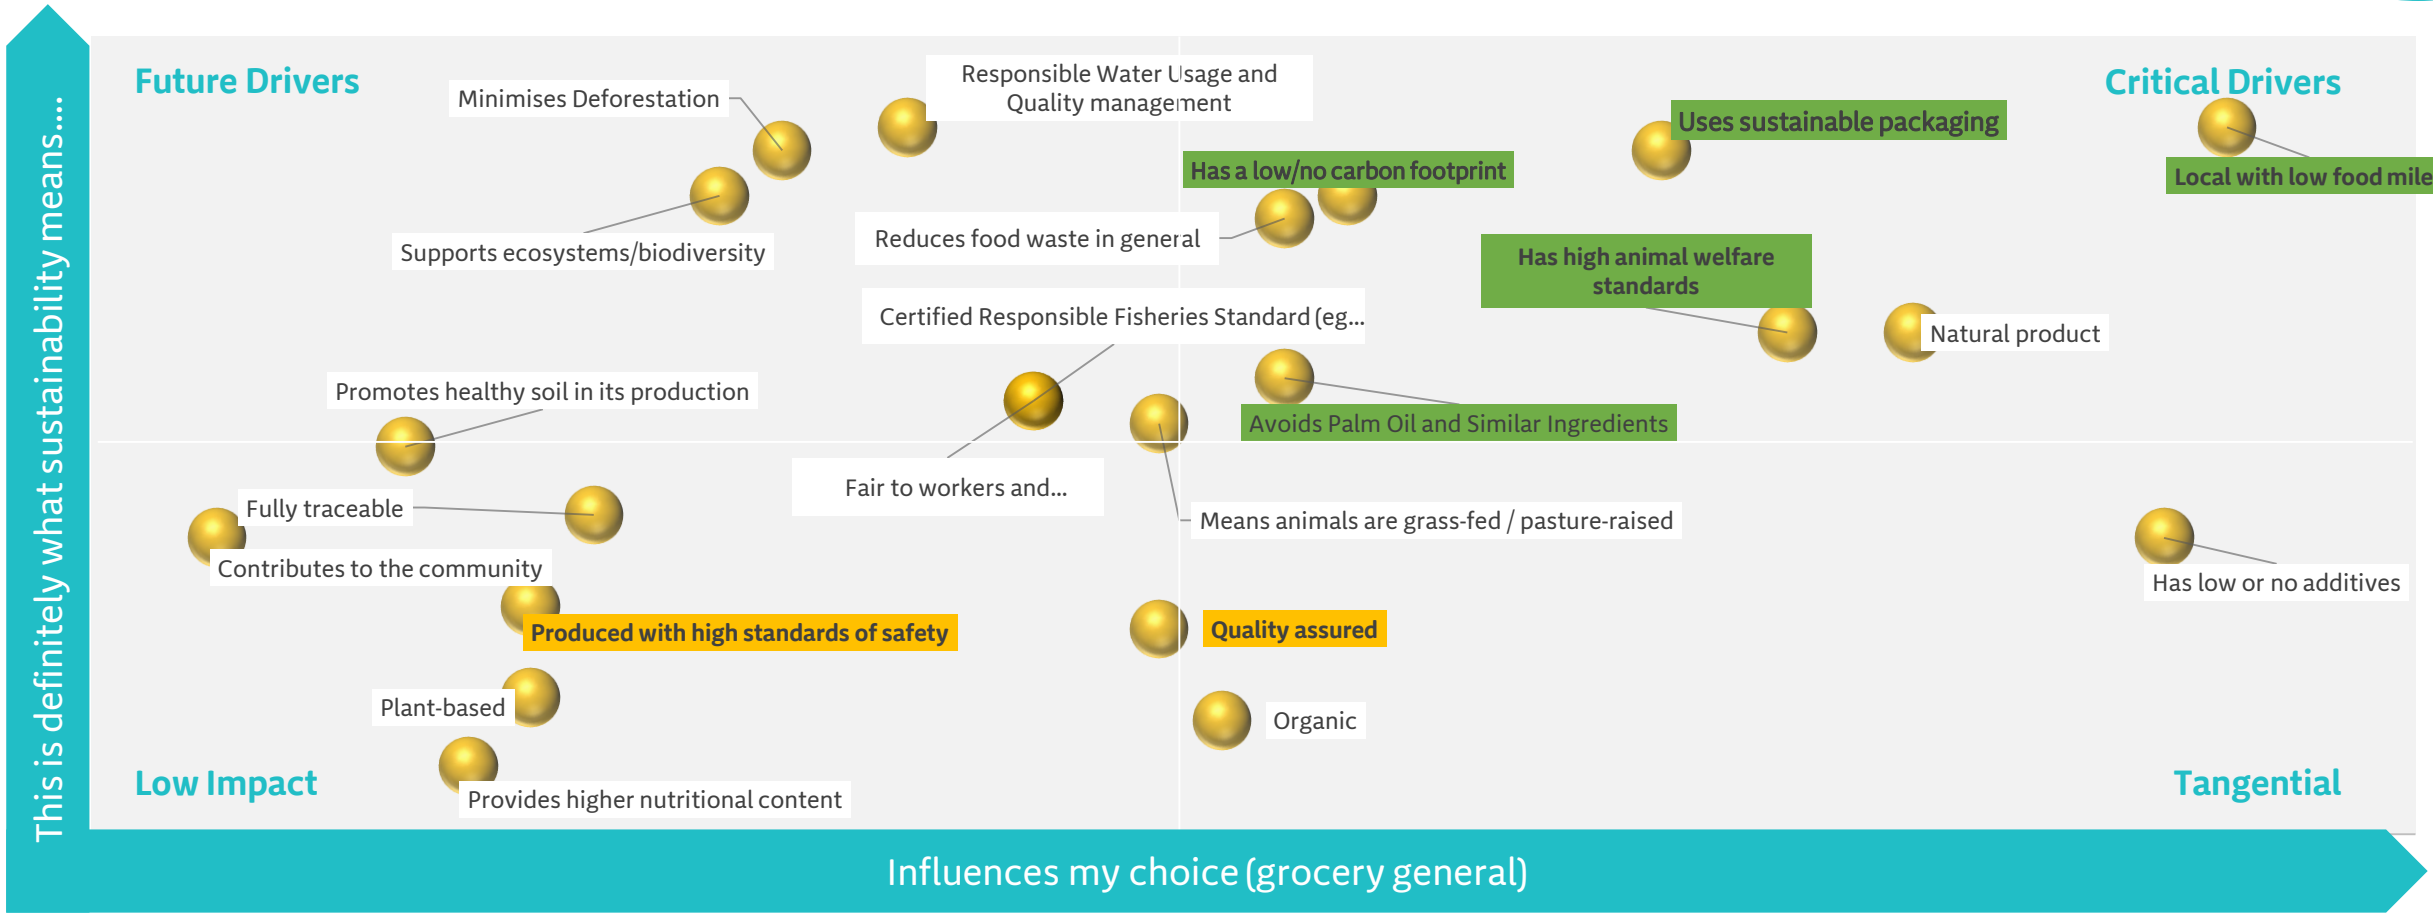 This is definitely what sustainability means....
Future Drivers
Critical Drivers
Minimises Deforestation
Responsible Water Usage and
Quality management
Uses sustainable packaging
Has a low/no carbon footprint
Local with low food mile
Supports ecosystems/biodiversity
Reduces food waste in general
Has high animal welfare
standards
Certified Responsible Fisheries Standard (eg...
Natural product
Promotes healthy soil in its production
Avoids Palm Oil and Similar Ingredients
Fair to workers and...
Fully traceable
Means animals are grass-fed / pasture-raised
Contributes to the community
Has low or no additives
Produced with high standards of safety
Quality assured
Plant-based
Organic
Low Impact
Tangential
Provides higher nutritional content
Influences my choice (grocery general)